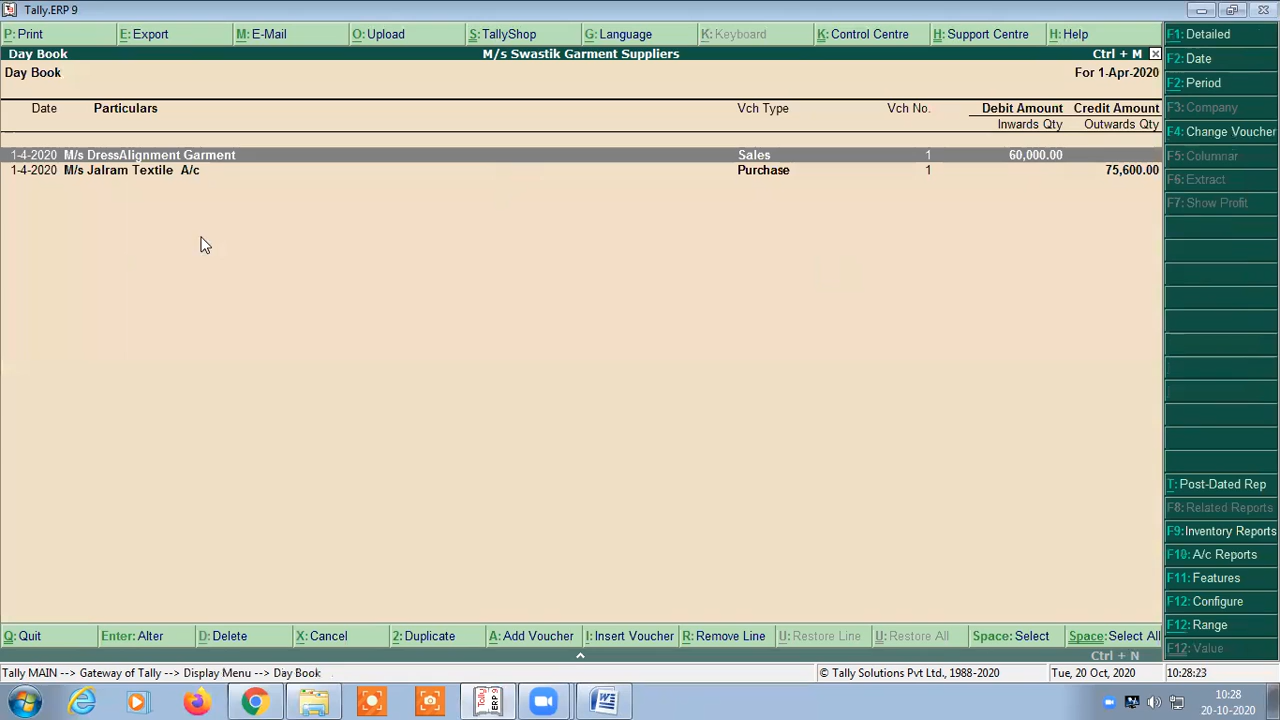 Tally.ERP 9
P: Print E: Export M: E-Mail O: Upload S: TallyShop G: Language K: Keyboard K: Control Centre H: Support Centre H: Help
Day Book M/s Swastik Garment Suppliers Ctrl + M
Day Book For 1-Apr-2020
Date Particulars Vch Type Vch No. Debit Amount Credit Amount
Inwards Qty Outwards Qty
1-4-2020 M/s DressAlignment Garment Sales 1 60,000.00
1-4-2020 M/s Jalram Textile A/c Purchase 1 75,600.00
F1: Detailed
F2: Date
F2: Period
F3: Company
F4: Change Voucher
F5: Columnar
F6: Extract
F7: Show Profit
T: Post-Dated Rep
F8: Related Reports
F9: Inventory Reports
F10: A/c Reports
F11: Features
F12: Configure
F12: Range
F12: Value
Q: Quit Enter: Alter D: Delete X: Cancel 2: Duplicate A: Add Voucher I: Insert Voucher R: Remove Line U: Restore Line U: Restore All Space: Select Space: Select All
Ctrl + N
Tally MAIN --> Gateway of Tally --> Display Menu --> Day Book © Tally Solutions Pvt Ltd., 1988-2020 Tue, 20 Oct, 2020 10:28:23
Tally ERP 9
10:28
20-10-2020